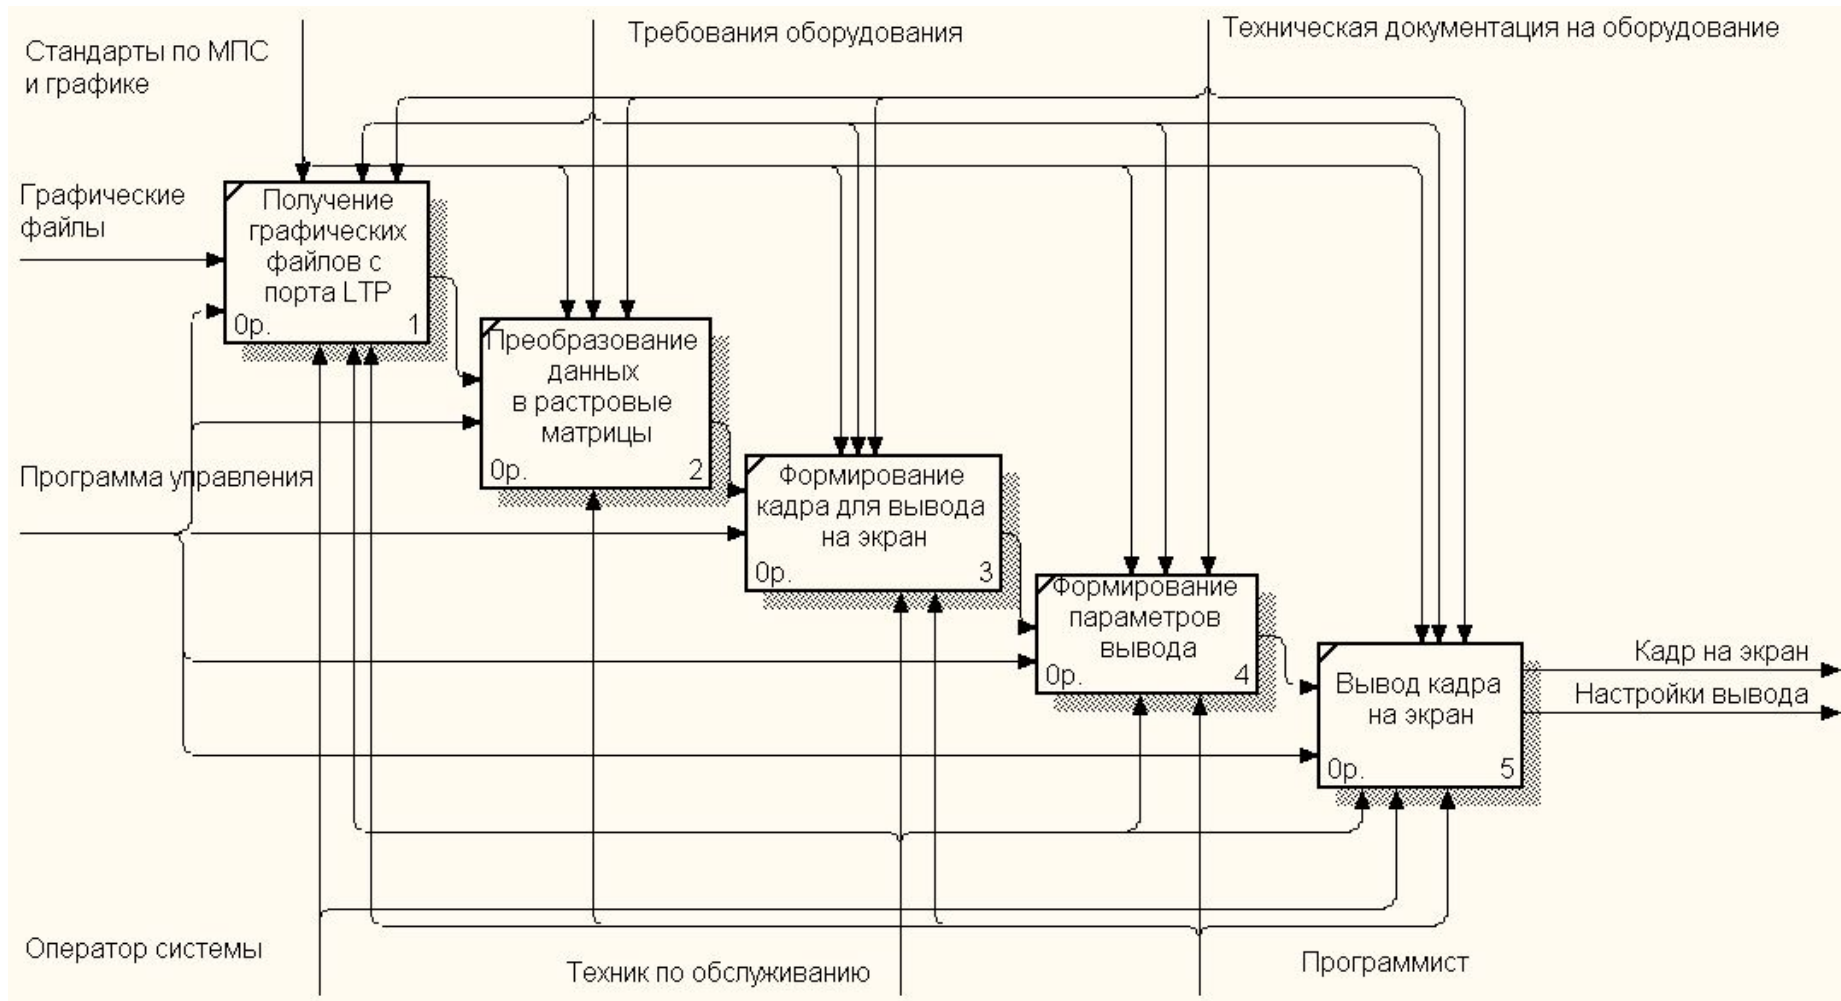 Стандарты по МПС
и графике
Требования оборудования
Техническая документация на оборудование
Графические
файлы
Получение
графических
файлов с
порта LTP
0р.
1
Преобразование
данных
в растровые
матрицы
0р.
2
Программа управления
Формирование
кадра для вывода
на экран
0р.
3
Формирование
параметров
вывода
0р.
4
Вывод кадра
на экран
0р.
5
Кадр на экран
Настройки вывода
Оператор системы
Техник по обслуживанию
Программист